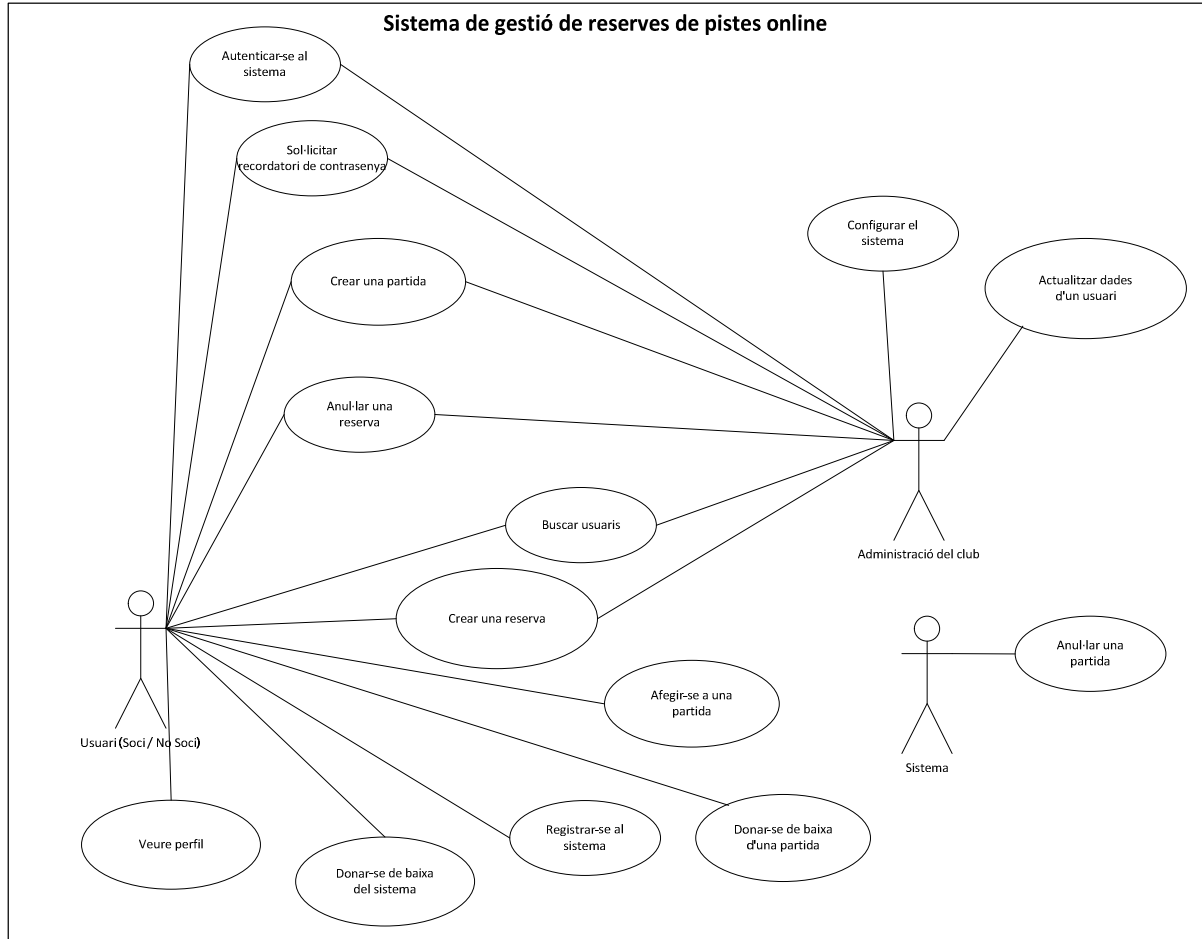 Sistema de gestió de reserves de pistes online
Autenticar-se al
sistema
Sol·licitar
recordatori de contrasenya
Configurar el
sistema
Actualitzar dades
d'un usuari
Crear una partida
Anul·lar una
reserva
Buscar usuaris
Administració del club
Crear una reserva
Anul·lar una
partida
Afegir-se a una
partida
Usuari (Soci / No Soci)
Sistema
Registrar-se al
sistema
Donar-se de baixa
d'una partida
Veure perfil
Donar-se de baixa
del sistema